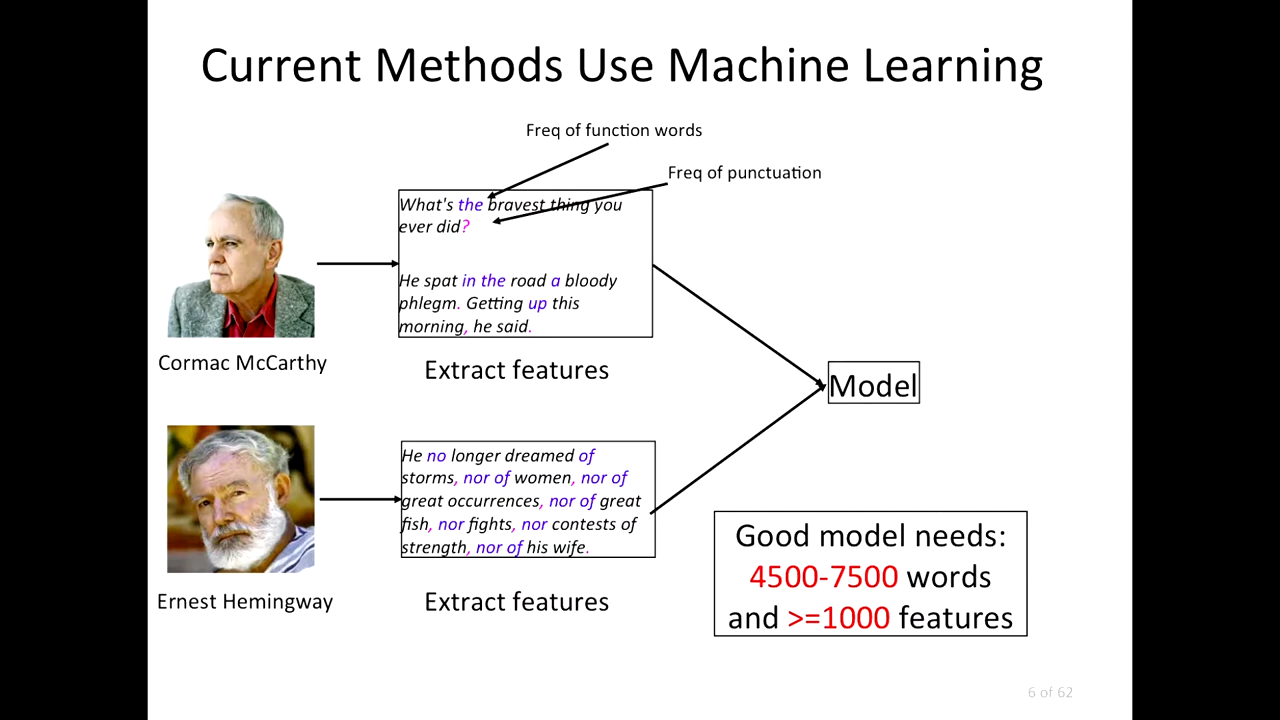 Current Methods Use Machine Learning
Freq of function words
Freq of punctuation
What's the bravest thing you
ever did?
He spat in the road a bloody
phlegm. Getting up this
morning, he said.
Cormac McCarthy
Extract features
Model
He no longer dreamed of
storms, nor of women, nor of
great occurrences, nor of great
fish, nor fights, nor contests of
strength, nor of his wife.
Ernest Hemingway
Extract features
Good model needs:
4500-7500 words
and >=1000 features
6 of 62